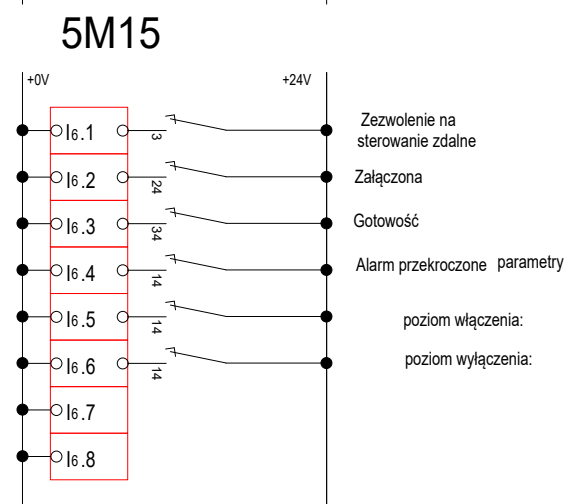 5M15
+0V +24V
I6.1 3 Zezwolenie na
sterowanie zdalne
I6.2 24 Załączona
I6.3 34 Gotowość
I6.4 14 Alarm przekroczone parametry
I6.5 14 poziom włączenia:
I6.6 14 poziom wyłączenia:
I6.7
I6.8